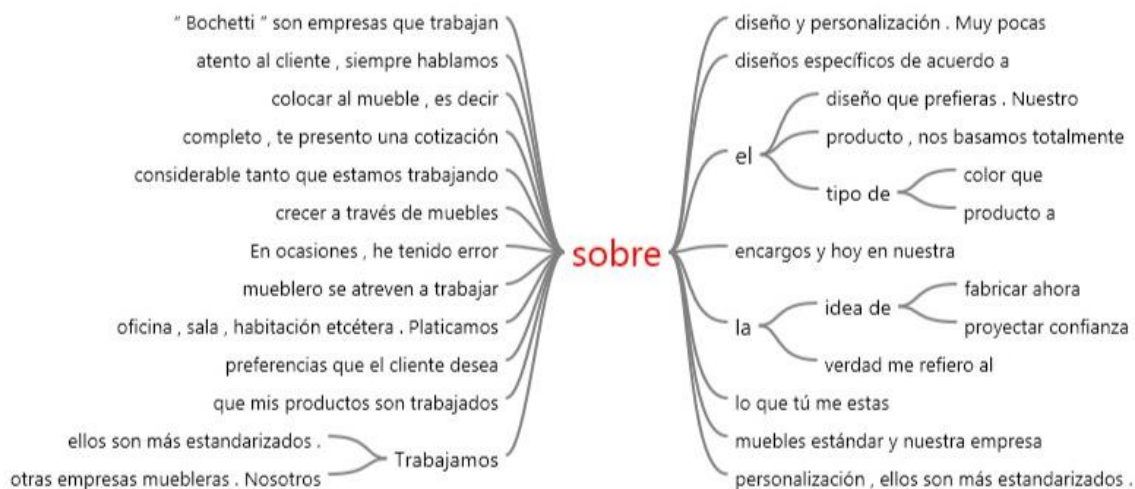 “ Bochetti ” son empresas que trabajan
atento al cliente , siempre hablamos
colocar al mueble , es decir
completo , te presento una cotización
considerable tanto que estamos trabajando
crecer a través de muebles
En ocasiones , he tenido error
mueblero se atreven a trabajar
oficina , sala , habitación etcétera . Platicamos
preferencias que el cliente desea
que mis productos son trabajados
ellos son más estandarizados .
otras empresas muebleras . Nosotros
Trabajamos
sobre
diseño y personalización . Muy pocas
diseños específicos de acuerdo a
el
diseño que prefieras . Nuestro
producto , nos basamos totalmente
tipo de
color que
producto a
encargos y hoy en nuestra
la
idea de
fabricar ahora
proyectar confianza
verdad me refiero al
lo que tú me estas
muebles estándar y nuestra empresa
personalización , ellos son más estandarizados .